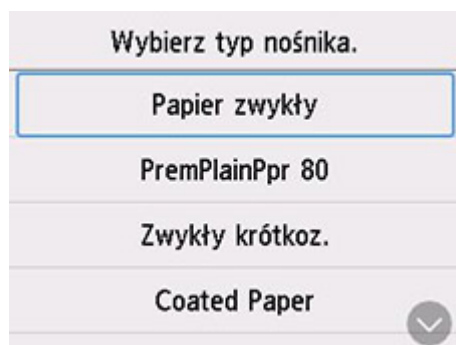 Wybierz typ nośnika.
Papier zwykły
PremPlainPpr 80
Zwykły krótkoz.
Coated Paper